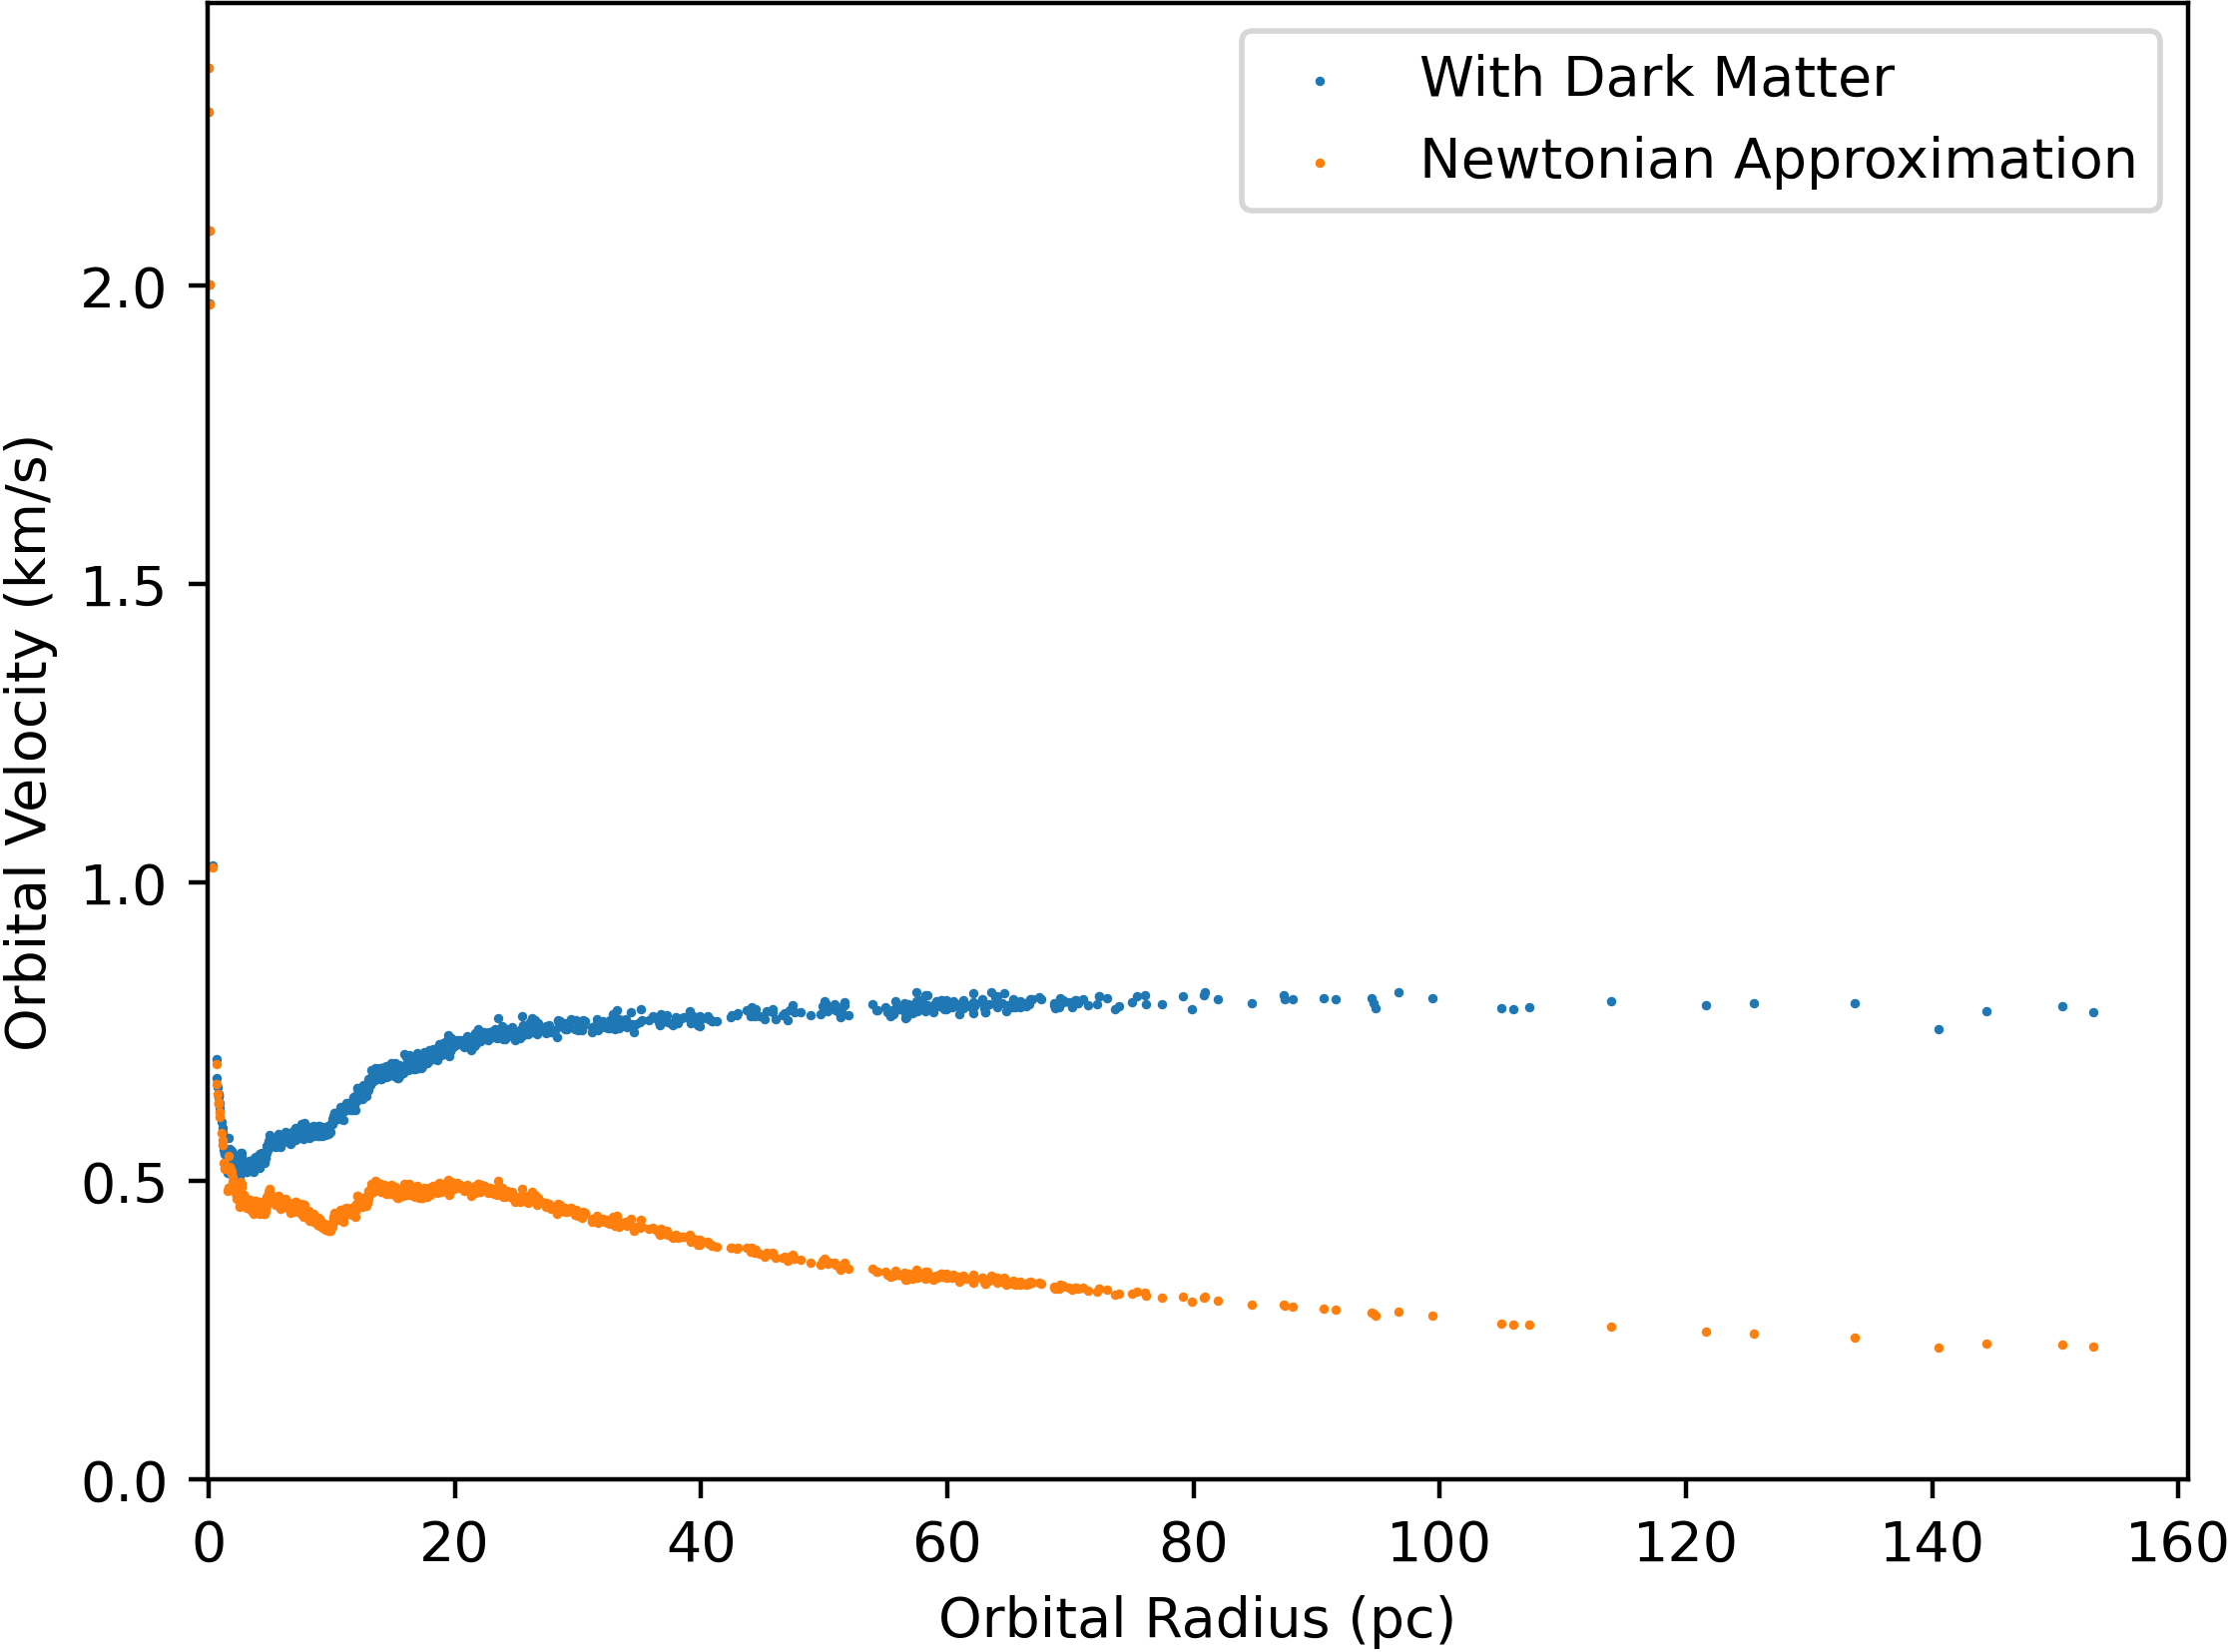 With Dark Matter
Newtonian Approximation
2.0
1.5
1.0
0.5
0.0
Orbital Velocity (km/s)
0 20 40 60 80 100 120 140 160
Orbital Radius (pc)